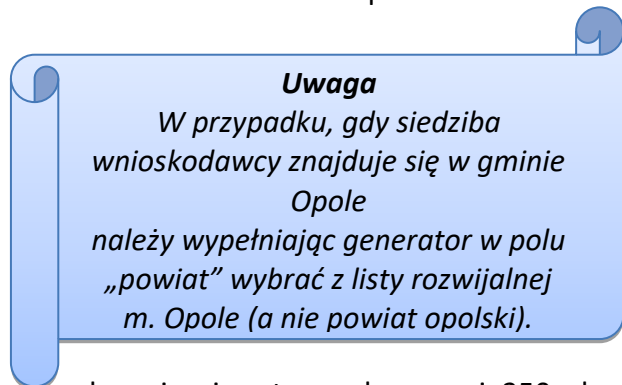 Uwaga
W przypadku, gdy siedziba
wnioskodawcy znajduje się w gminie
Opole
należy wypełniając generator w polu
„powiat” wybrać z listy rozwijalnej
m. Opole (a nie powiat opolski).